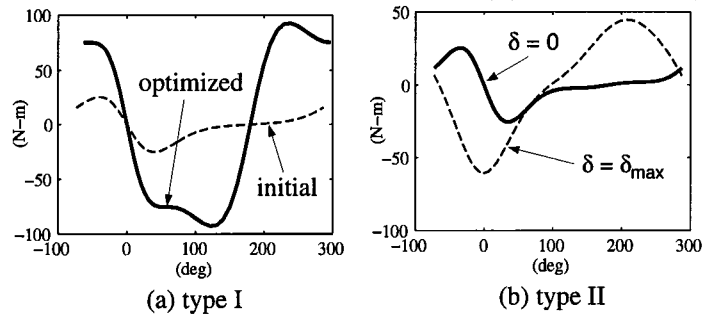 100
50
0
−50
−100
(N−m)
optimized
initial
−100
0
100
200
300
(deg)
(a) type I
50
0
−50
−100
(N−m)
δ = 0
δ = δmax
−100
0
100
200
300
(deg)
(b) type II